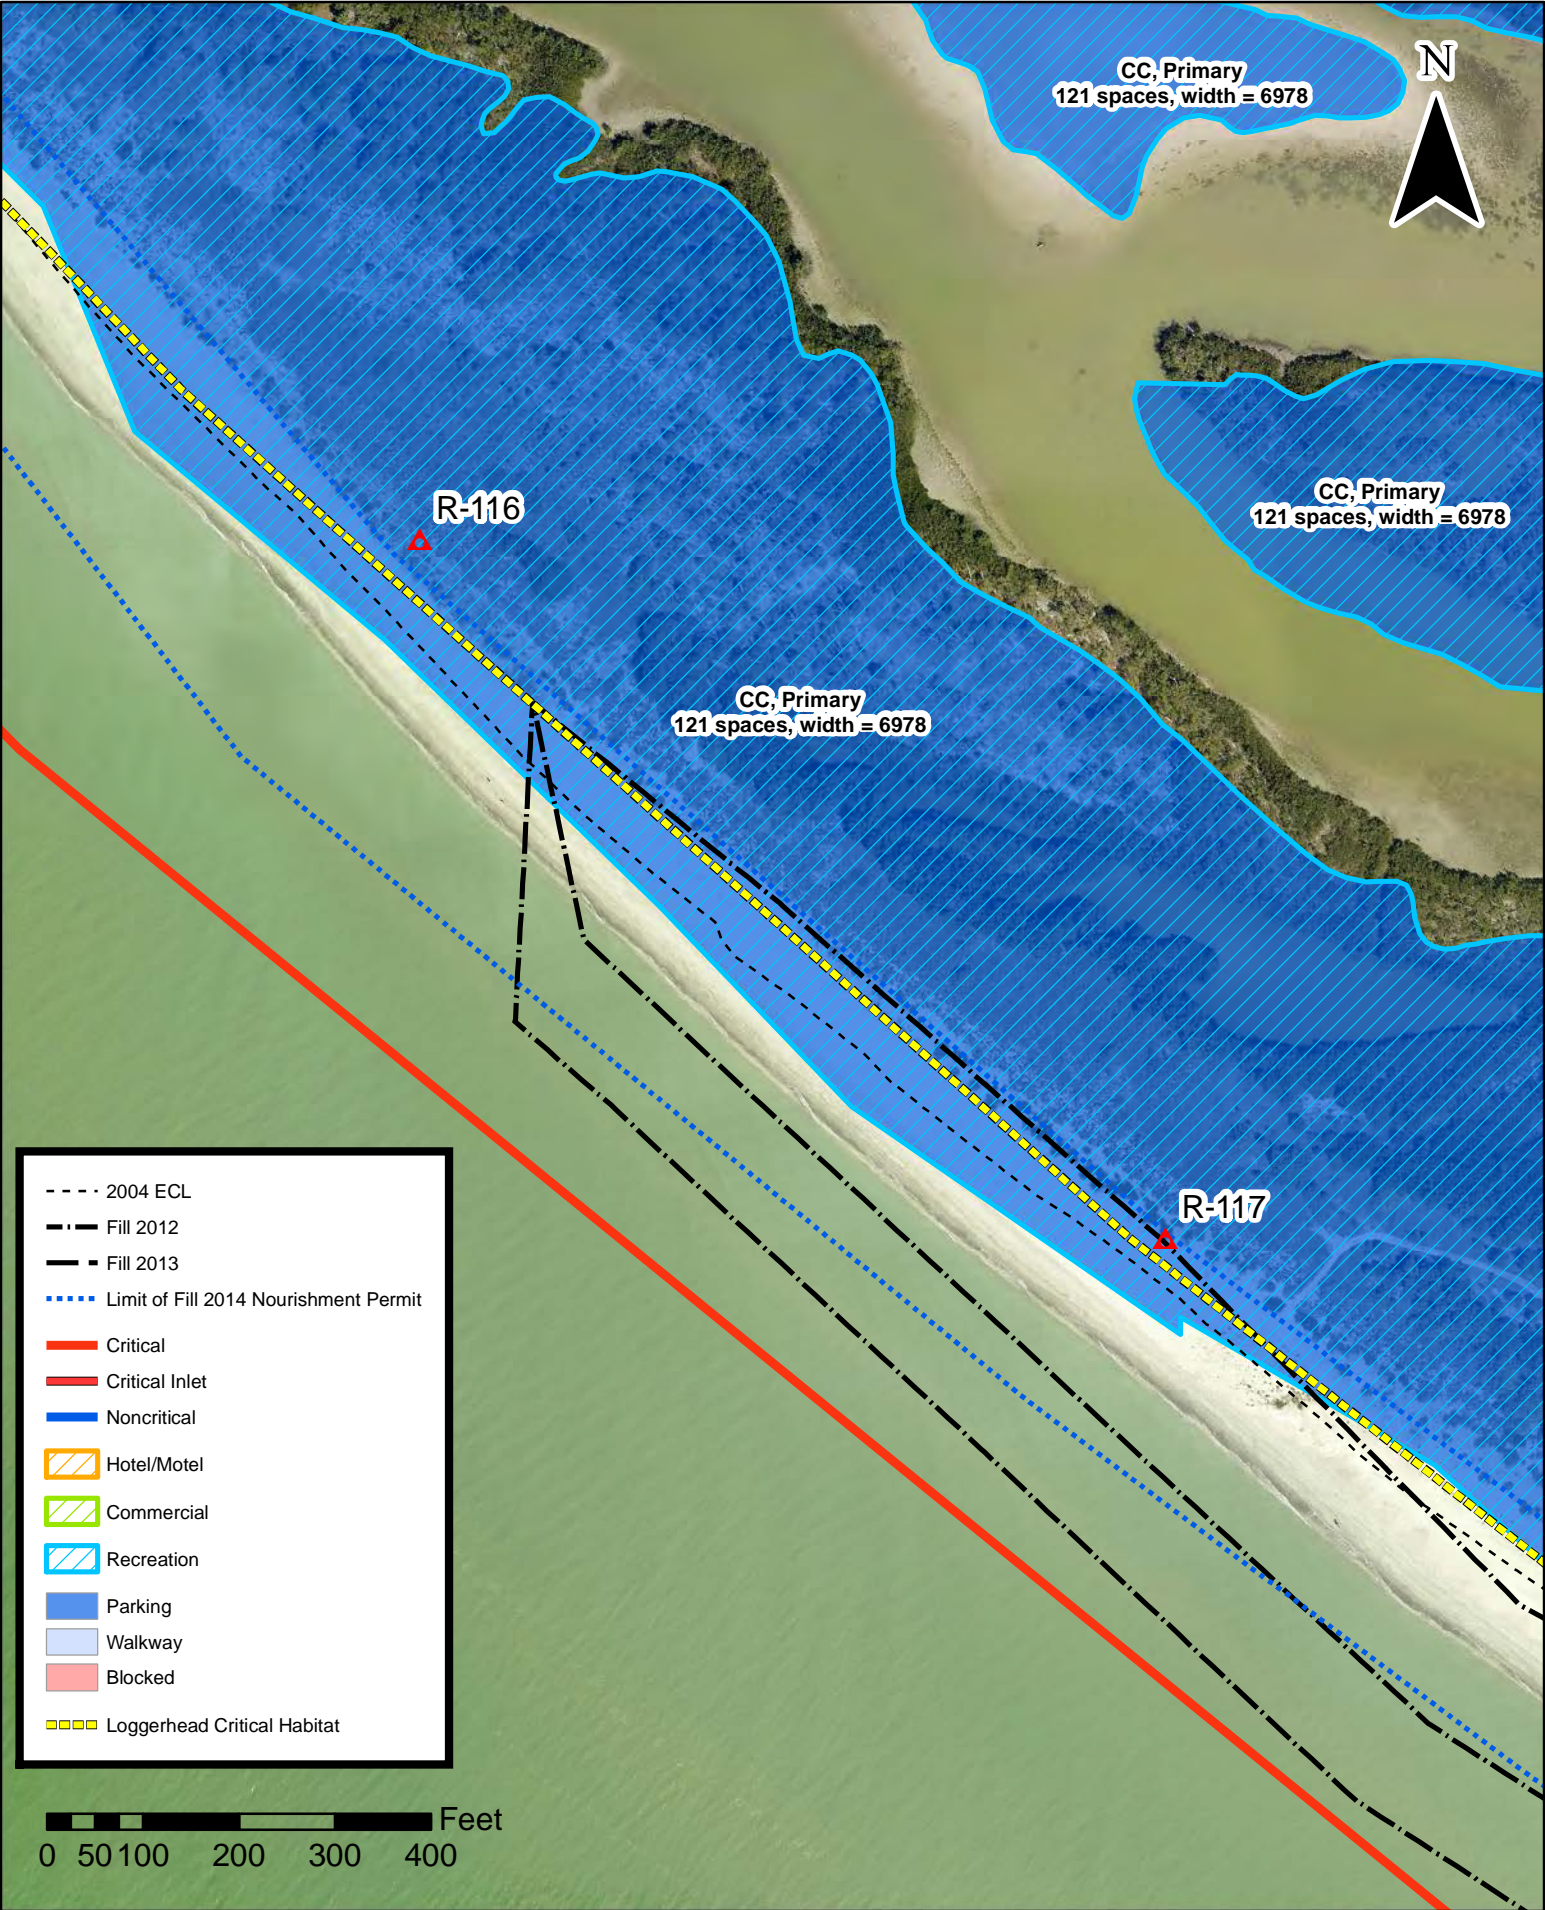 CC, Primary
121 spaces, width = 6978
N
CC, Primary
121 spaces, width = 6978
R-116
CC, Primary
121 spaces, width = 6978
R-117
2004 ECL
Fill 2012
Fill 2013
Limit of Fill 2014 Nourishment Permit
Critical
Critical Inlet
Noncritical
Hotel/Motel
Commercial
Recreation
Parking
Walkway
Blocked
Loggerhead Critical Habitat
Feet
0 50 100 200 300 400